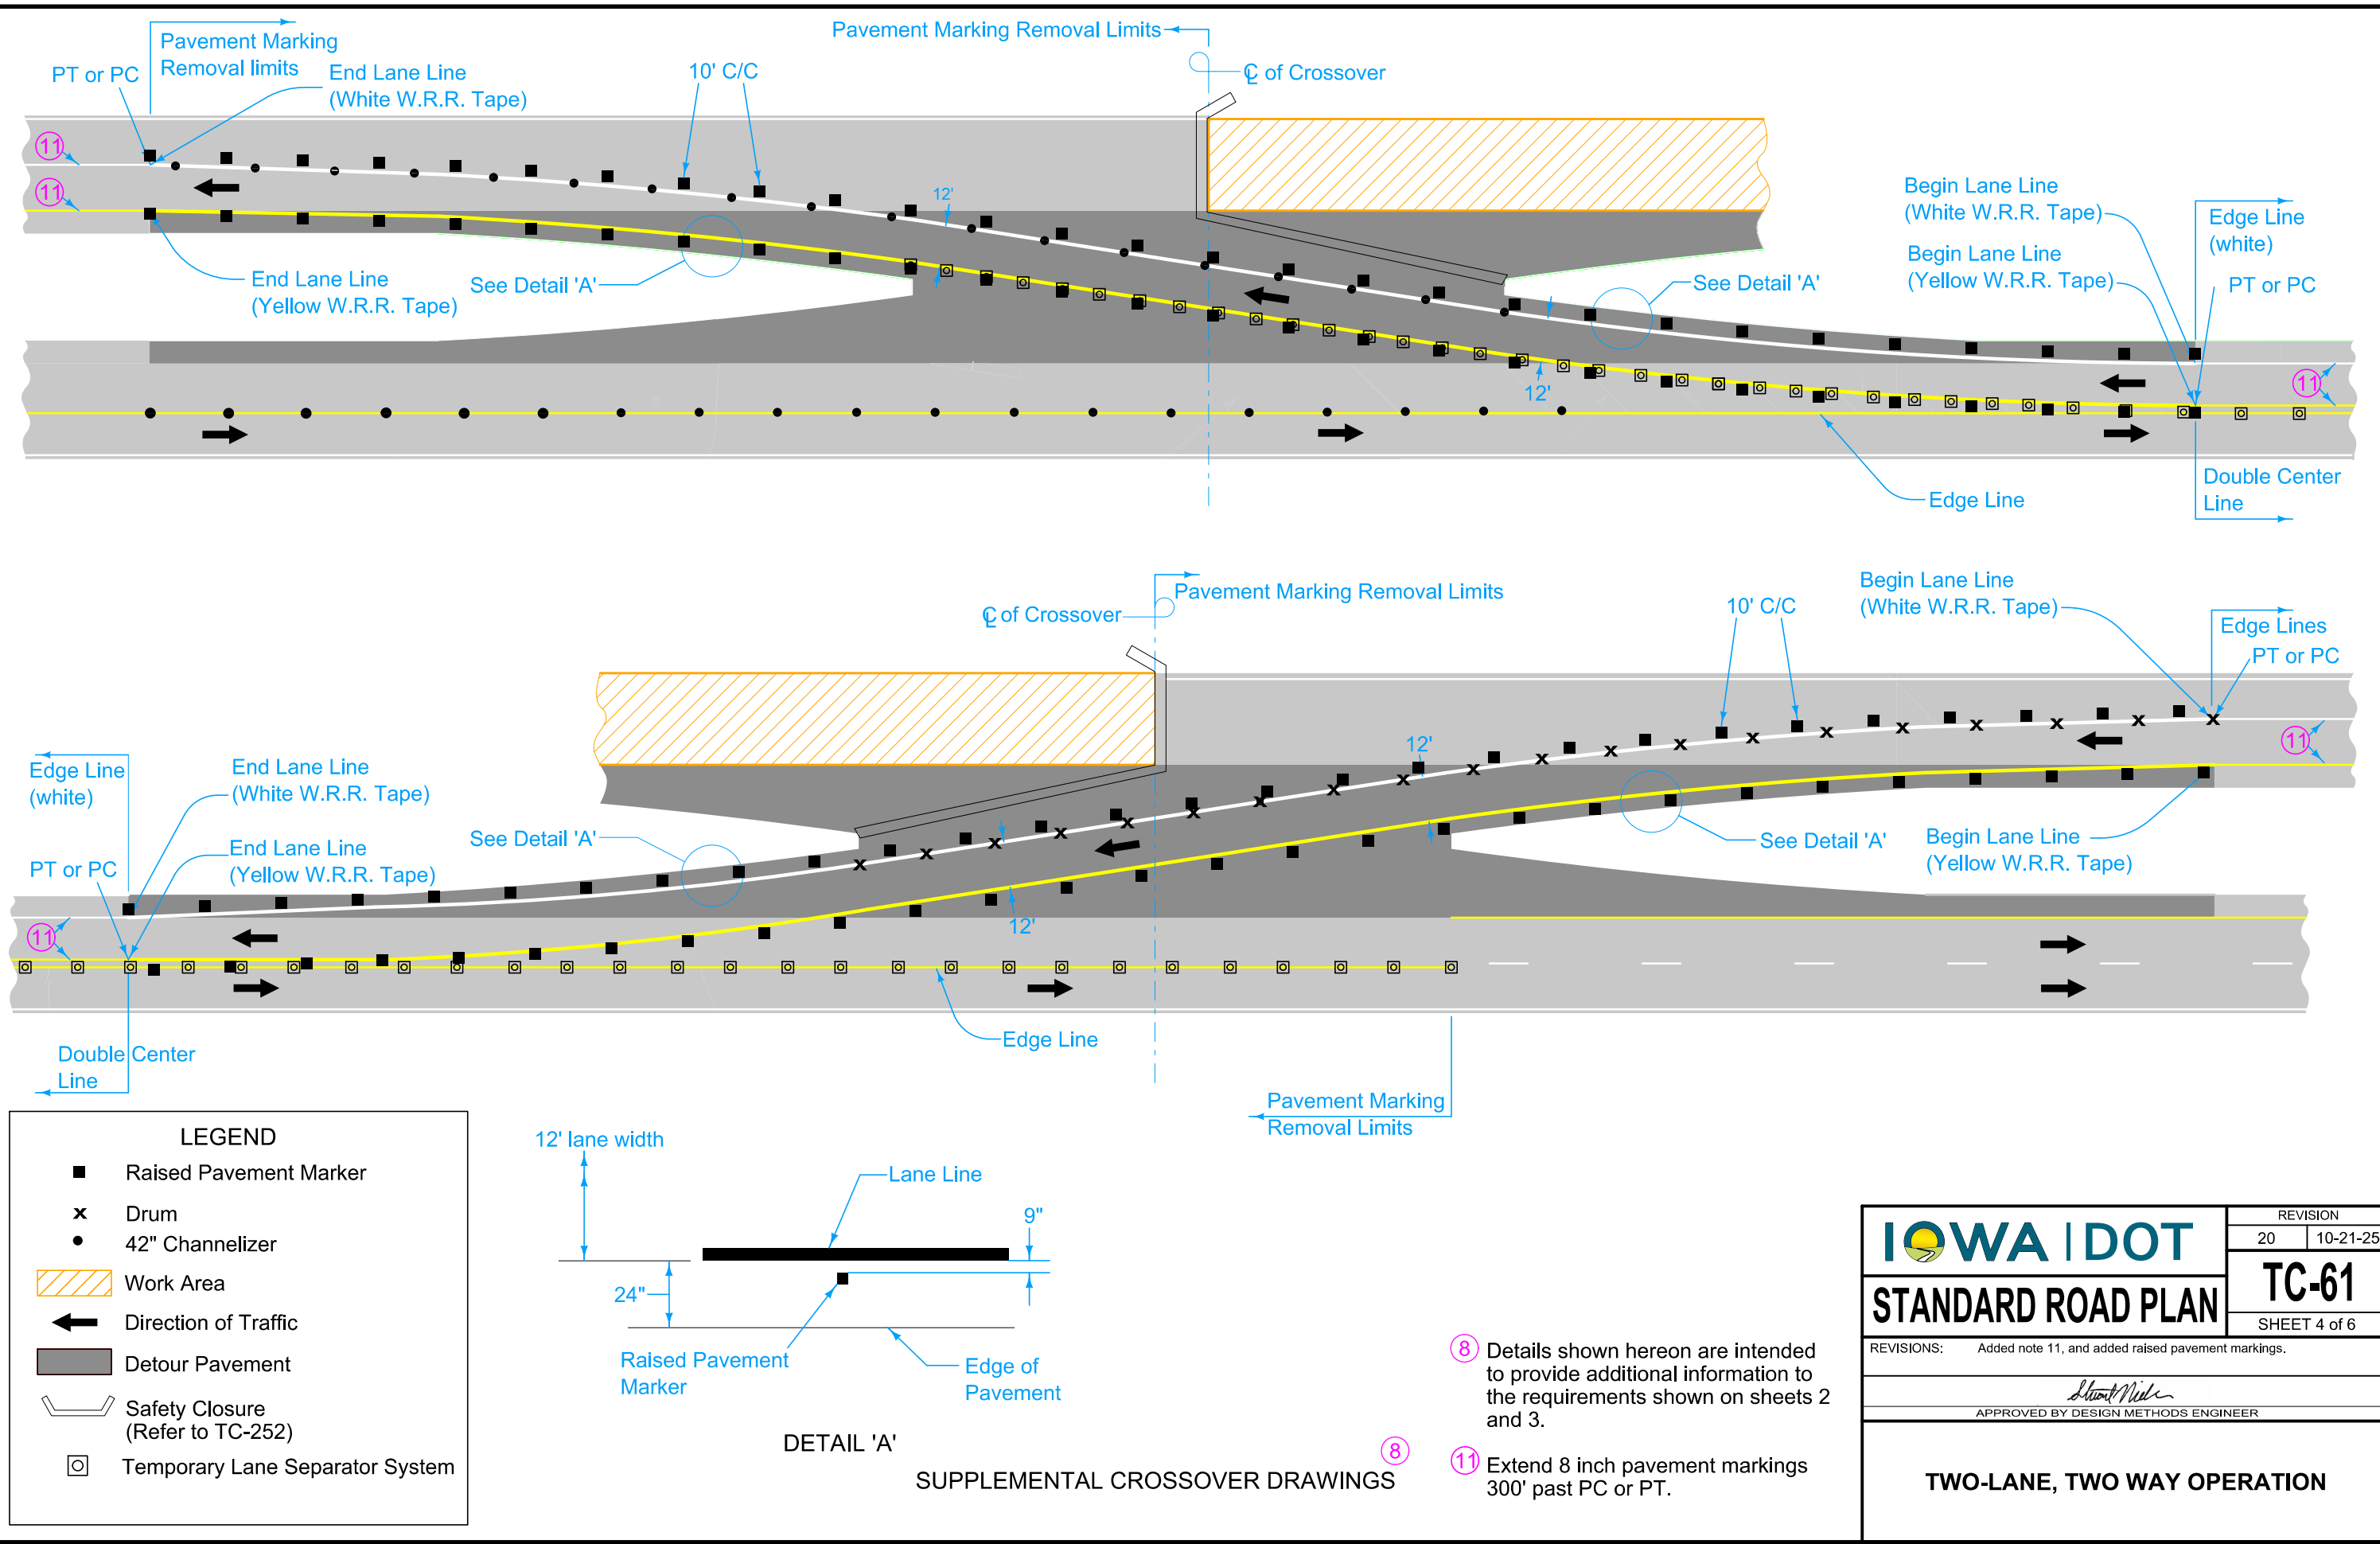 Pavement Marking Removal Limits
Pavement Marking
Removal limits
PT or PC
End Lane Line
(White W.R.R. Tape)
10' C/C
℄ of Crossover
11
11
12'
Begin Lane Line
(White W.R.R. Tape)
Edge Line
(white)
Begin Lane Line
(Yellow W.R.R. Tape)
PT or PC
End Lane Line
(Yellow W.R.R. Tape)
See Detail 'A'
See Detail 'A'
12'
11
Edge Line
Double Center
Line
Pavement Marking Removal Limits
℄ of Crossover
10' C/C
Begin Lane Line
(White W.R.R. Tape)
Edge Lines
PT or PC
12'
11
Edge Line
(white)
End Lane Line
(White W.R.R. Tape)
See Detail 'A'
See Detail 'A'
End Lane Line
(Yellow W.R.R. Tape)
PT or PC
Begin Lane Line
(Yellow W.R.R. Tape)
11
12'
Edge Line
Double Center
Line
Pavement Marking
Removal Limits
LEGEND
Raised Pavement Marker
x Drum
42" Channelizer
Work Area
Direction of Traffic
Detour Pavement
Safety Closure
(Refer to TC-252)
Temporary Lane Separator System
12' lane width
Lane Line
9"
24"
Raised Pavement
Marker
Edge of
Pavement
DETAIL 'A'
SUPPLEMENTAL CROSSOVER DRAWINGS 8
8 Details shown hereon are intended
to provide additional information to
the requirements shown on sheets 2
and 3.
11 Extend 8 inch pavement markings
300' past PC or PT.
IOWA | DOT
REVISION
20 10-21-25
STANDARD ROAD PLAN
TC-61
SHEET 4 of 6
REVISIONS: Added note 11, and added raised pavement markings.
APPROVED BY DESIGN METHODS ENGINEER
TWO-LANE, TWO WAY OPERATION